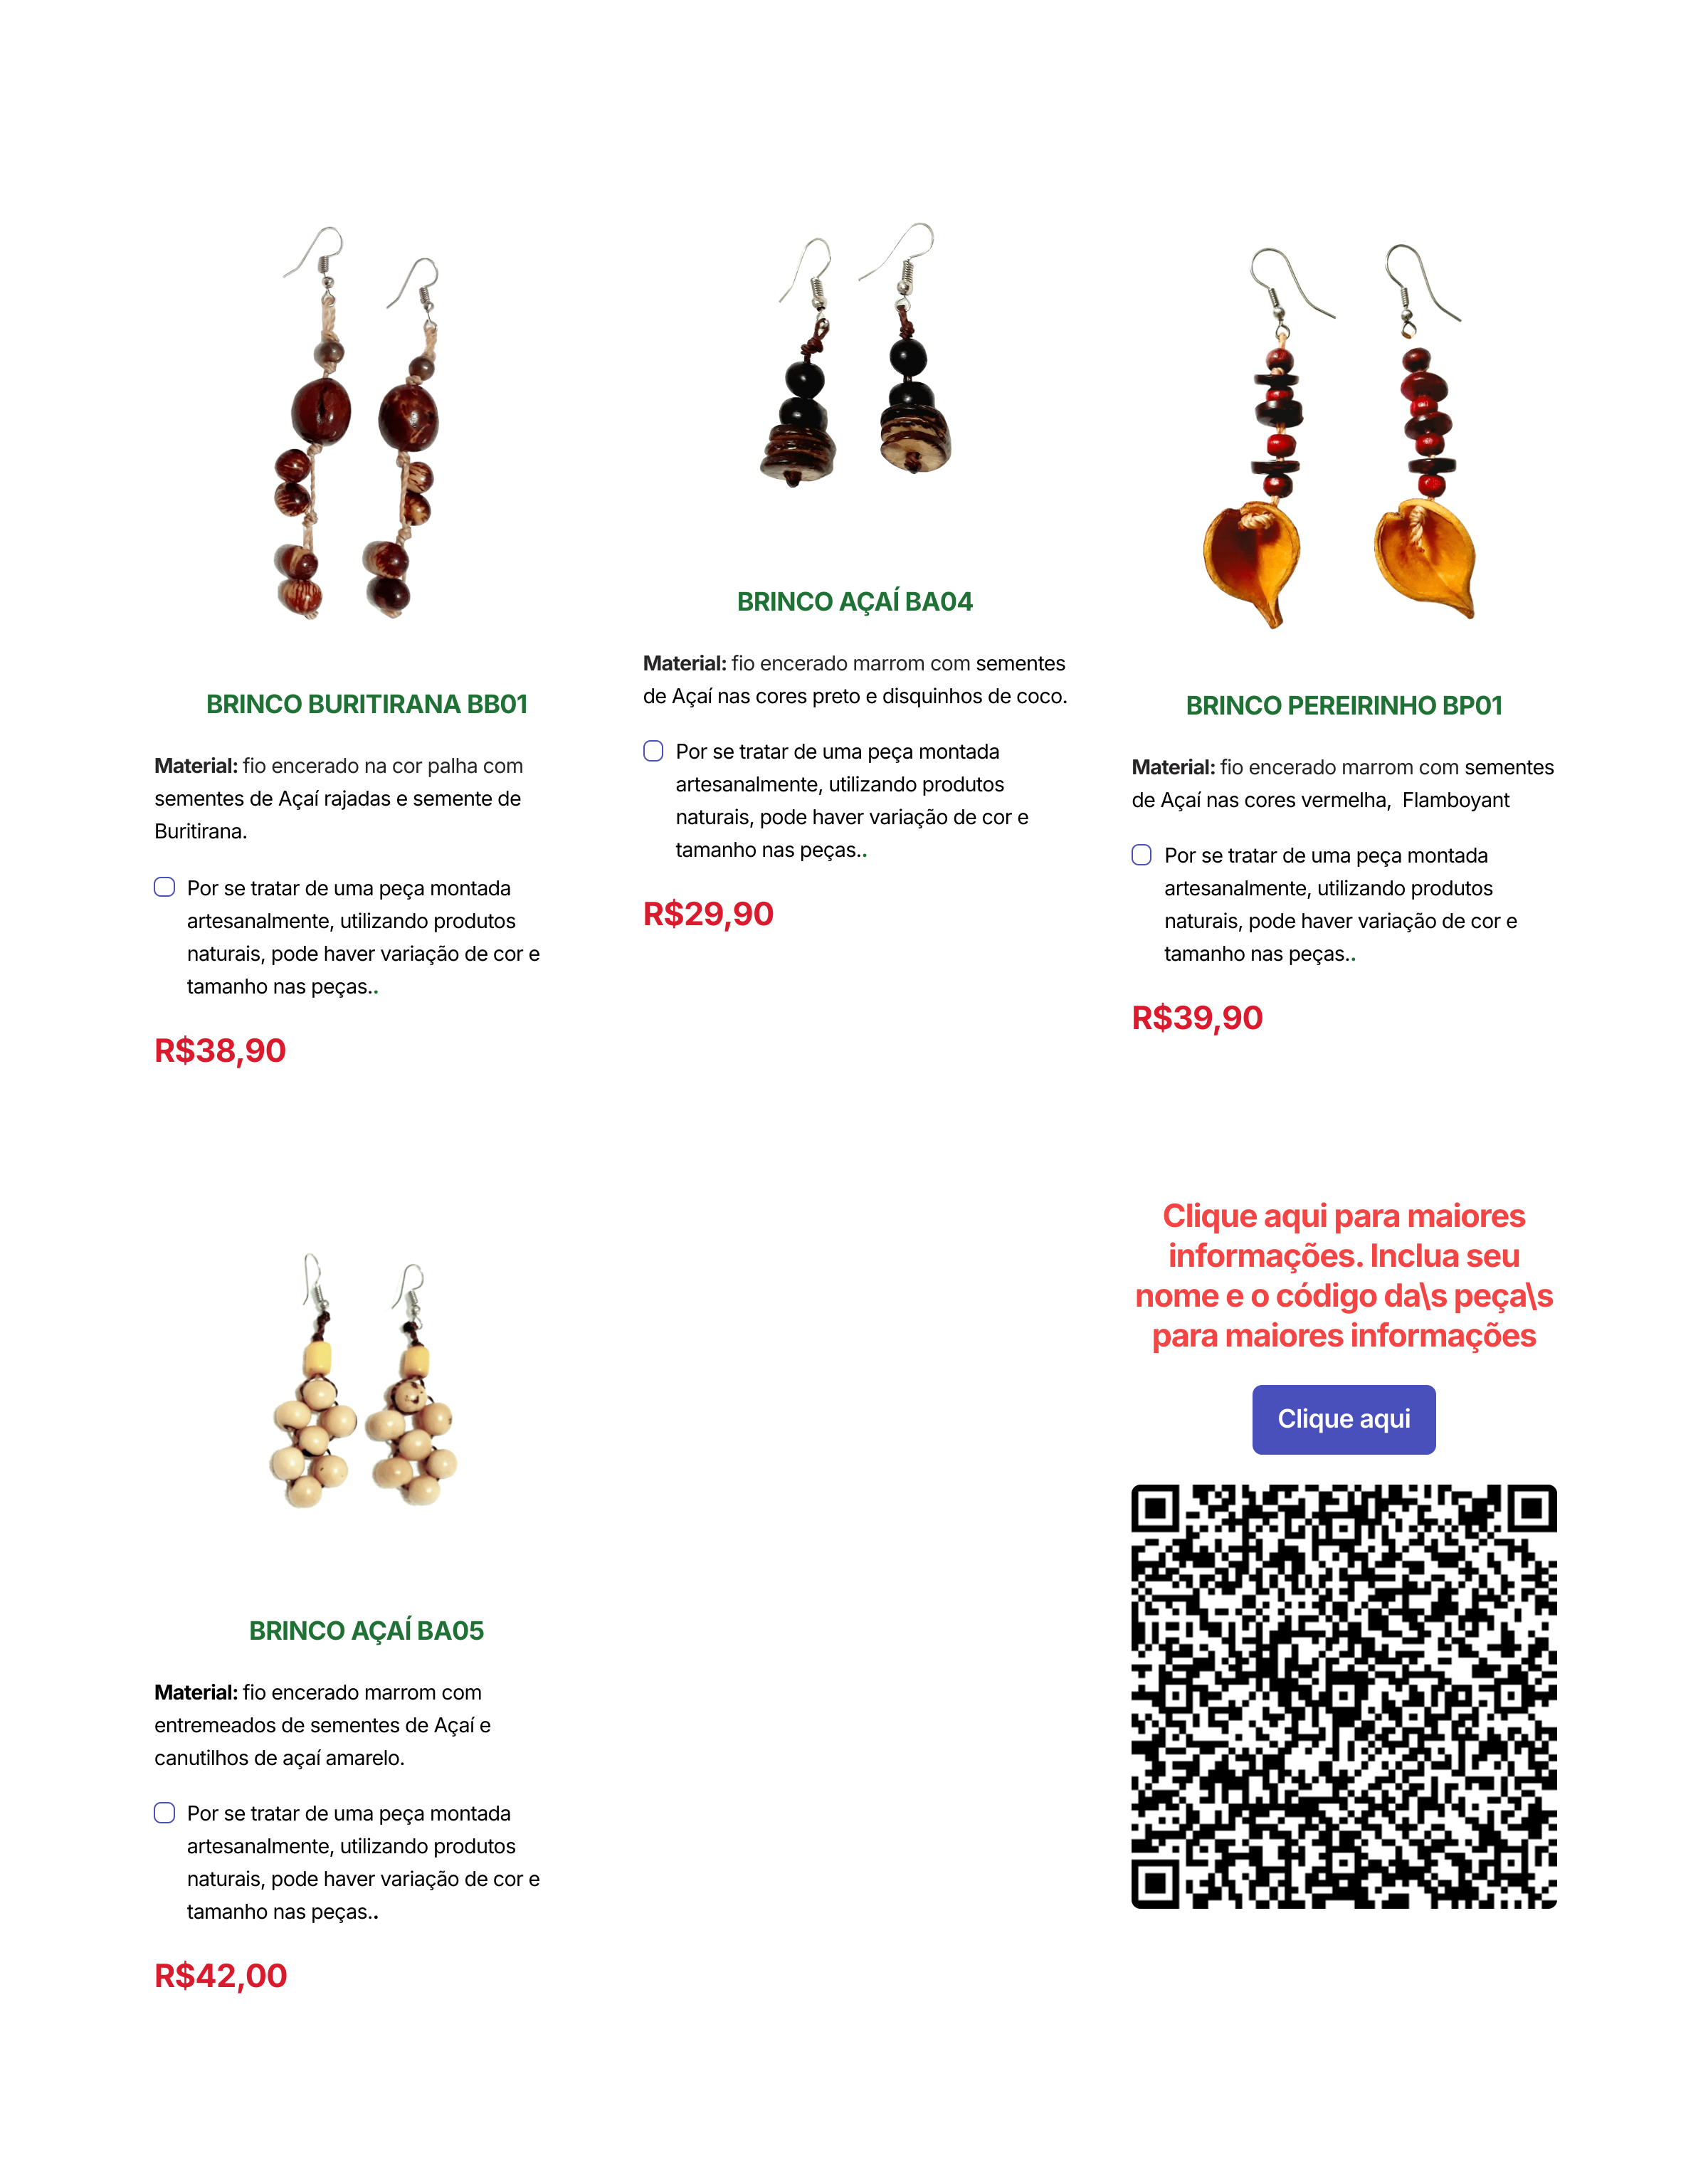 BRINCO BURITIRANA BB01
Material: fio encerado na cor palha com
sementes de Açaí rajadas e semente de
Buritirana.
Por se tratar de uma peça montada
artesanalmente, utilizando produtos
naturais, pode haver variação de cor e
tamanho nas peças..
R$38,90
BRINCO AÇAÍ BA04
Material: fio encerado marrom com sementes
de Açaí nas cores preto e disquinhos de coco.
Por se tratar de uma peça montada
artesanalmente, utilizando produtos
naturais, pode haver variação de cor e
tamanho nas peças..
R$29,90
BRINCO PEREIRINHO BP01
Material: fio encerado marrom com sementes
de Açaí nas cores vermelha,  Flamboyant
Por se tratar de uma peça montada
artesanalmente, utilizando produtos
naturais, pode haver variação de cor e
tamanho nas peças..
R$39,90
BRINCO AÇAÍ BA05
Material: fio encerado marrom com
entremeados de sementes de Açaí e
canutilhos de açaí amarelo.
Por se tratar de uma peça montada
artesanalmente, utilizando produtos
naturais, pode haver variação de cor e
tamanho nas peças..
R$42,00
Clique aqui para maiores
informações. Inclua seu
nome e o código da\s peça\s
para maiores informações
Clique aqui